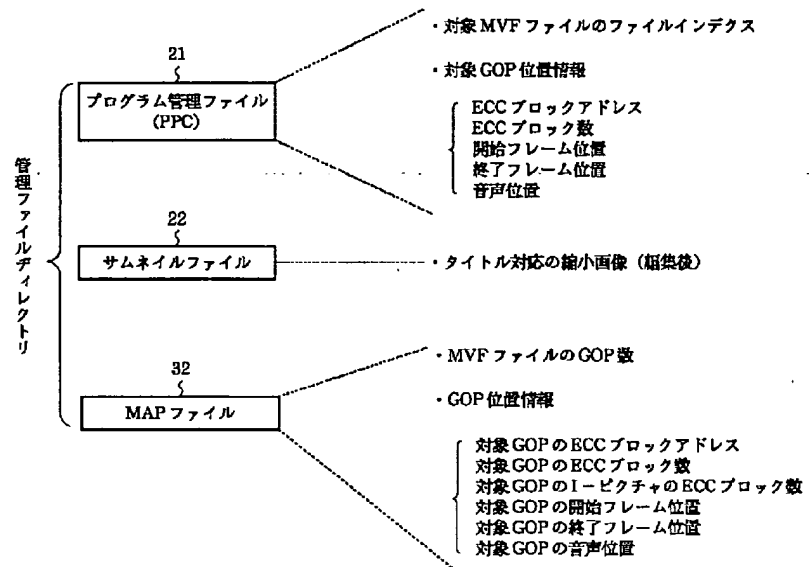 管理ファイルディレクトリ
21
プログラム管理ファイル
(PPC)
・対象MVFファイルのファイルインデクス
・対象GOP位置情報
ECCブロックアドレス
ECCブロック数
開始フレーム位置
終了フレーム位置
音声位置
22
サムネイルファイル
・タイトル対応の縮小画像（編集後）
32
MAPファイル
・MVFファイルのGOP数
・GOP位置情報
対象GOPのECCブロックアドレス
対象GOPのECCブロック数
対象GOPのI－ピクチャのECCブロック数
対象GOPの開始フレーム位置
対象GOPの終了フレーム位置
対象GOPの音声位置